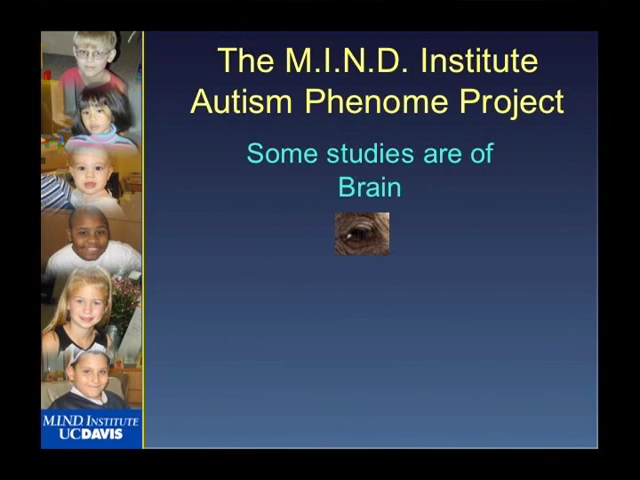 The M.I.N.D. Institute
Autism Phenome Project
Some studies are of
Brain
M.I.N.D. INSTITUTE
UCDAVIS